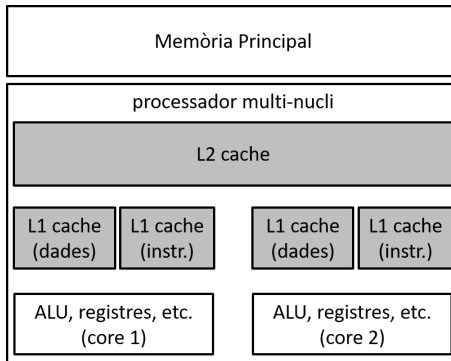 Memòria Principal
processador multi-nucli
L2 cache
L1 cache
(dades)
L1 cache
(instr.)
L1 cache
(dades)
L1 cache
(instr.)
ALU, registres, etc.
(core 1)
ALU, registres, etc.
(core 2)